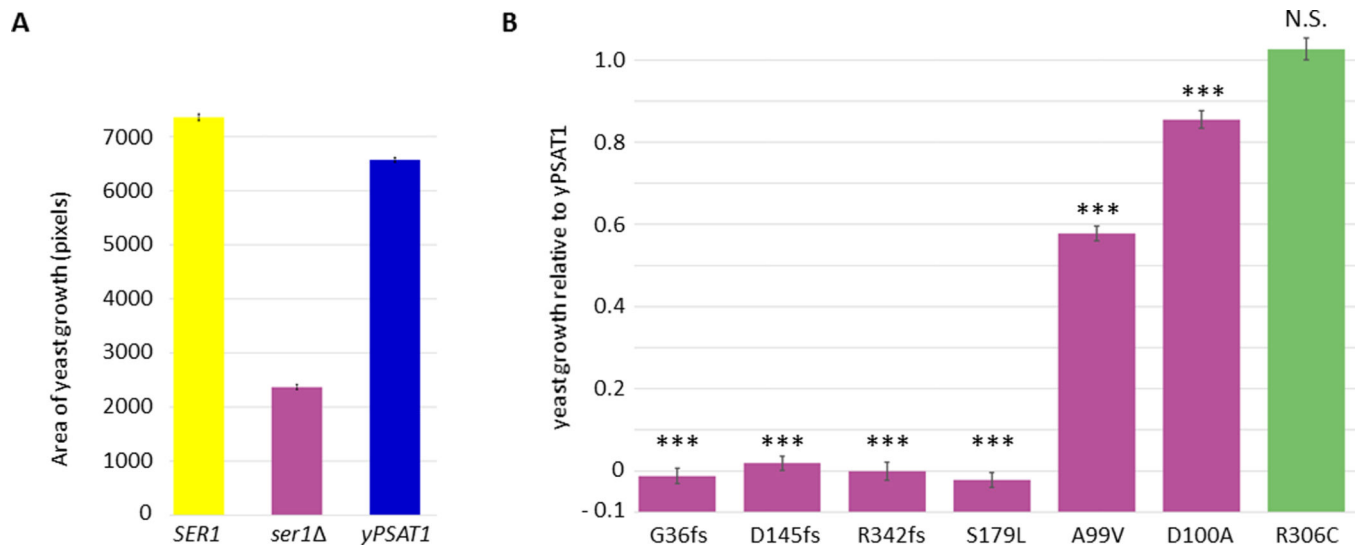 A
Area of yeast growth (pixels)
7000
6000
5000
4000
3000
2000
1000
0
SER1 ser1Δ yPSAT1
B
yeast growth relative to yPSAT1
1.0
0.8
0.6
0.4
0.2
0
- 0.1
*** *** *** *** *** *** N.S.
G36fs D145fs R342fs S179L A99V D100A R306C